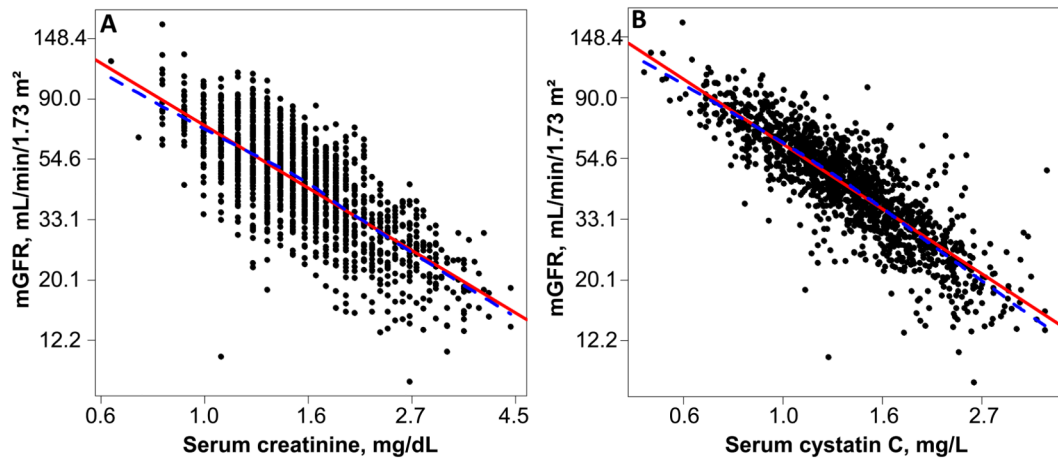 A
mGFR, mL/min/1.73 m²
148.4
90.0
54.6
33.1
20.1
12.2
0.6 1.0 1.6 2.7 4.5
Serum creatinine, mg/dL
B
mGFR, mL/min/1.73 m²
148.4
90.0
54.6
33.1
20.1
12.2
0.6 1.0 1.6 2.7
Serum cystatin C, mg/L